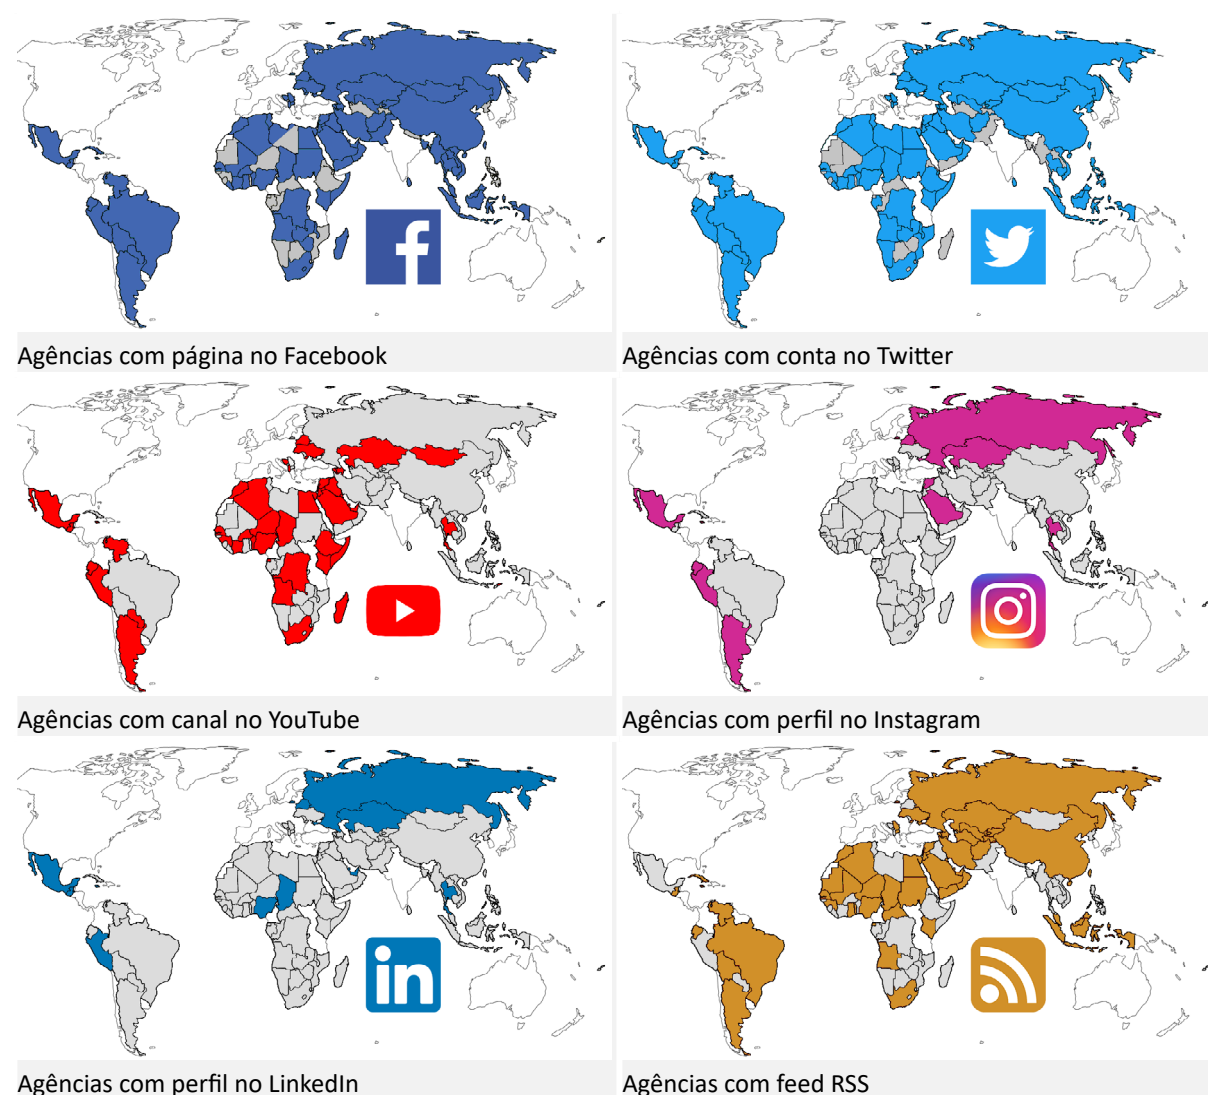 Agências com página no Facebook
Agências com conta no Twitter
Agências com canal no YouTube
Agências com perfil no Instagram
in
Agências com perfil no LinkedIn
Agências com feed RSS